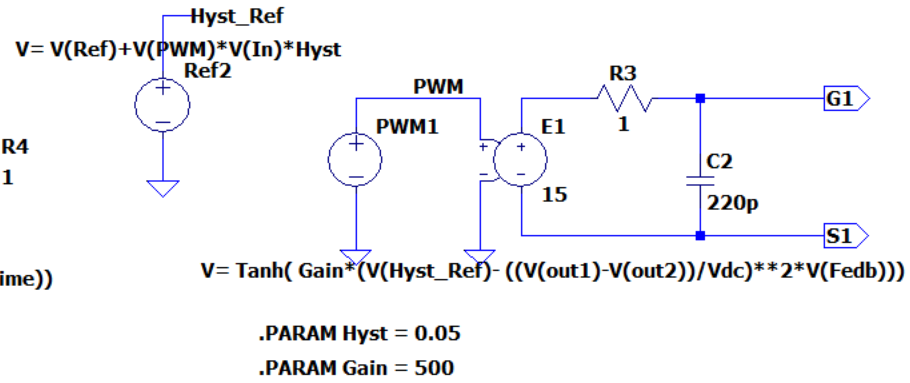 Hyst_Ref
V= V(Ref)+V(PWM)*V(In)*Hyst
Ref2
PWM
R3
G1
PWM1
E1
R4
1
1
C2
15
220p
S1
ime))
V= Tanh( Gain*(V(Hyst_Ref)- ((V(out1)-V(out2))/Vdc)**2*V(Fedb)))
.PARAM Hyst = 0.05
.PARAM Gain = 500